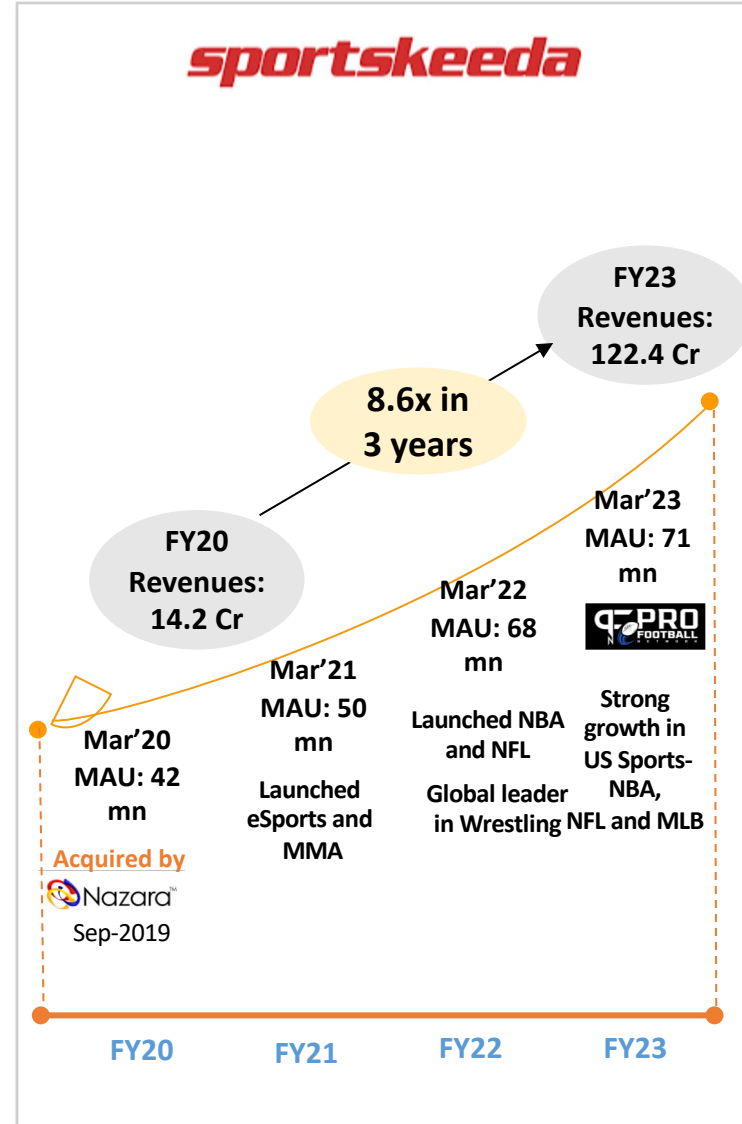 sportskeeda
FY23
Revenues:
122.4 Cr
8.6x in
3 years
FY20
Revenues:
14.2 Cr
Mar’20
MAU: 42
mn
Acquired by
Nazara™
Sep-2019
Mar’21
MAU: 50
mn
Launched
eSports and
MMA
Mar’22
MAU: 68
mn
Launched NBA
and NFL
Global leader
in Wrestling
Mar’23
MAU: 71
mn
PRO
FOOTBALL
NETWORK
Strong
growth in
US Sports-
NBA,
NFL and MLB
FY20
FY21
FY22
FY23